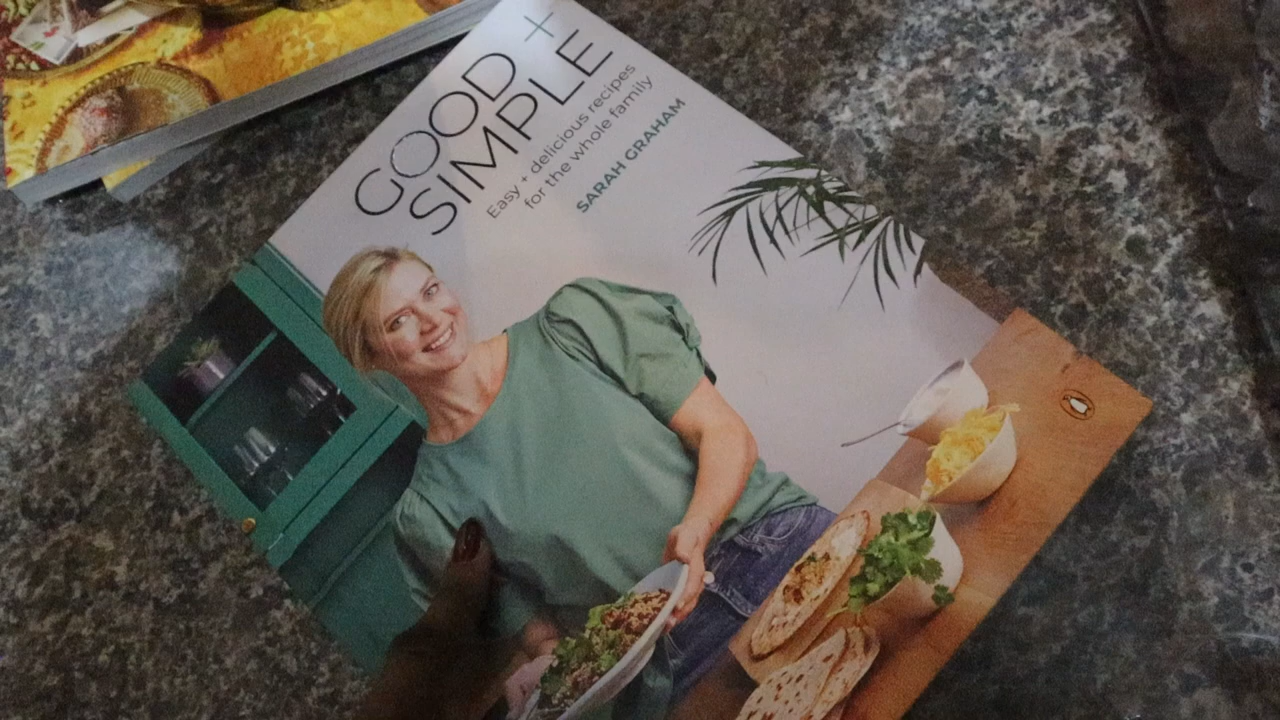 GOOD +
SIMPLE
Easy + delicious recipes
for the whole family
SARAH GRAHAM